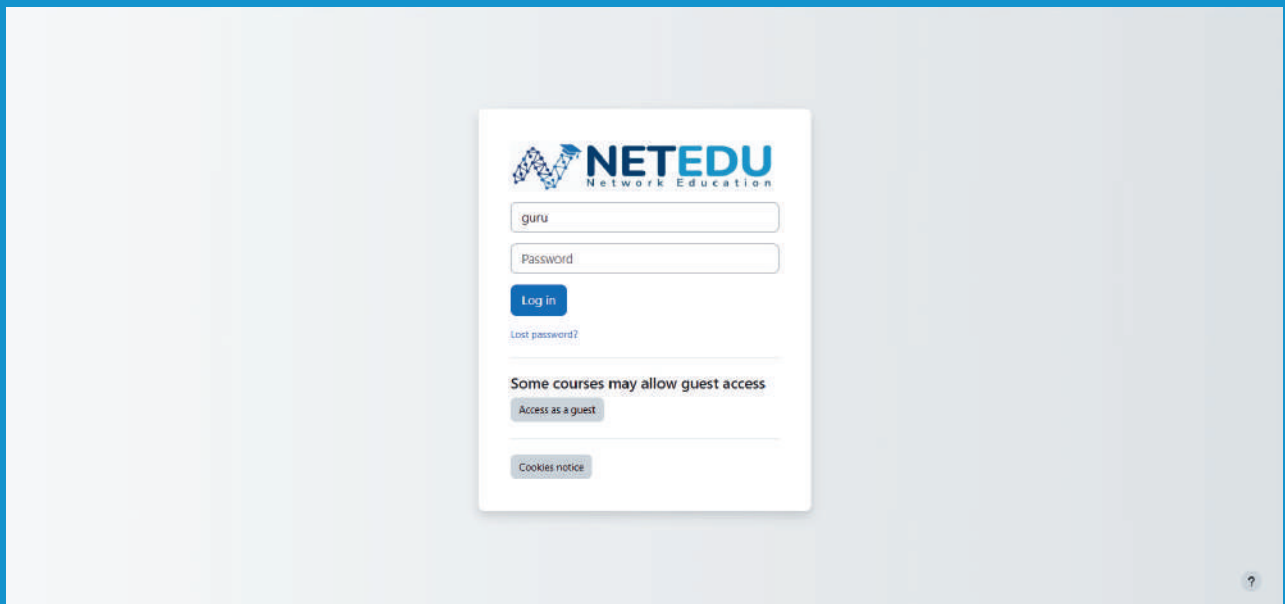 NETEDU
Network Education
guru
Password
Log in
Lost password?
Some courses may allow guest access
Access as a guest
Cookies notice
?